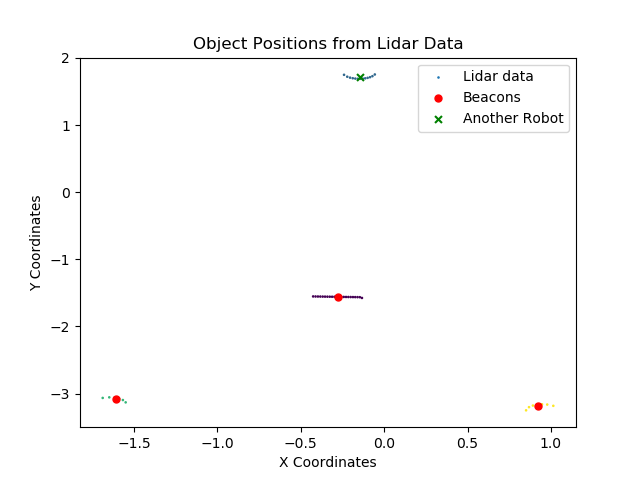 Object Positions from Lidar Data
2
1
0
−1
−2
−3
Y Coordinates
Lidar data
Beacons
Another Robot
−1.5
−1.0
−0.5
0.0
0.5
1.0
X Coordinates